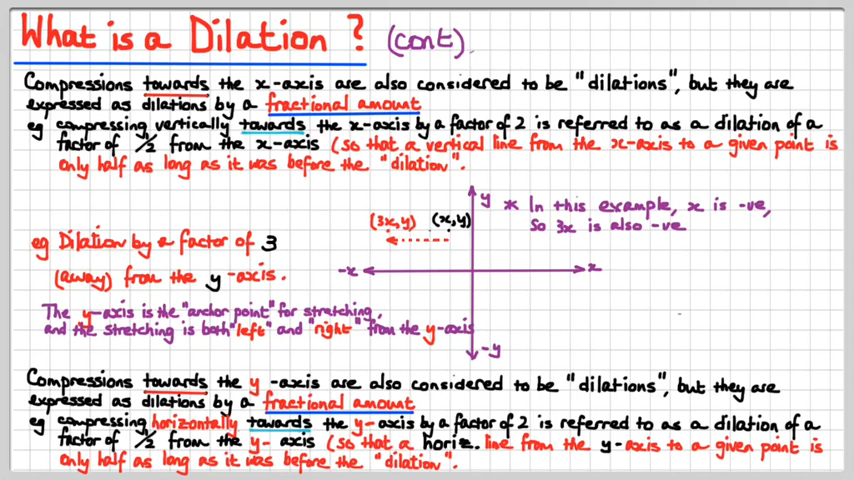 What is a Dilation? (cont).
Compressions towards the x-axis are also considered to be "dilations", but they are
expressed as dilations by a fractional amount
eg compressing vertically towards the x-axis by a factor of 2 is referred to as a dilation of a
factor of 1/2 from the x-axis (so that a vertical line from the x-axis to a given point is
only half as long as it was before the "dilation".
y * In this example, x is -ve,
so 3x is also -ve
(3x,y) (x,y)
eg Dilation by a factor of 3
(away) from the y-axis.
-x x
The y-axis is the "anchor point" for stretching,
and the stretching is both "left" and "right" from the y-axis
-y
Compressions towards the y-axis are also considered to be "dilations", but they are
expressed as dilations by a fractional amount
eg compressing horizontally towards the y-axis by a factor of 2 is referred to as a dilation of a
factor of 1/2 from the y-axis (so that a horiz. line from the y-axis to a given point is
only half as long as it was before the "dilation".